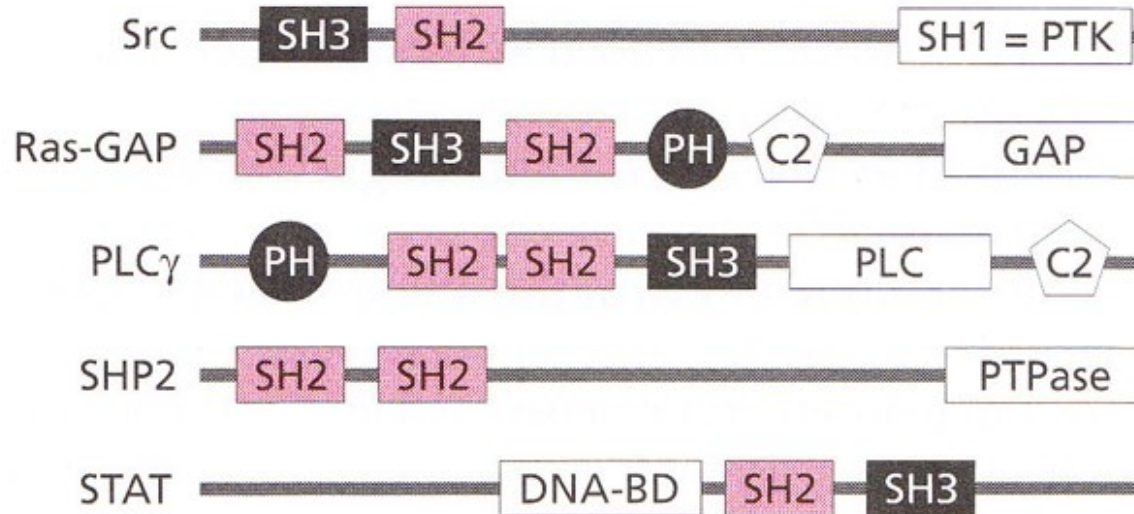 Src SH3 SH2 SH1 = PTK
Ras-GAP SH2 SH3 SH2 PH C2 GAP
PLCγ PH SH2 SH2 SH3 PLC C2
SHP2 SH2 SH2 PTPase
STAT DNA-BD SH2 SH3